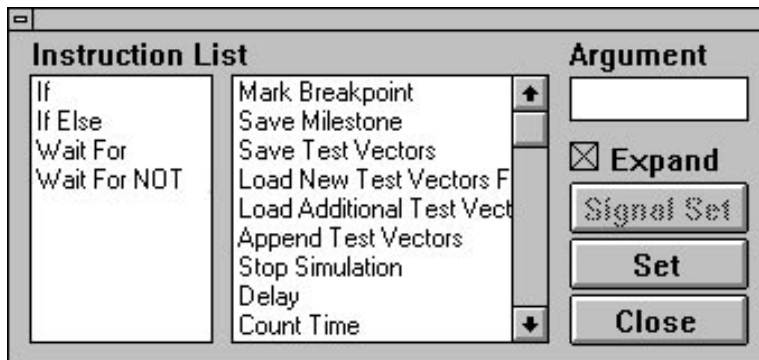 Instruction List
If
If Else
Wait For
Wait For NOT
Mark Breakpoint
Save Milestone
Save Test Vectors
Load New Test Vectors F
Load Additional Test Vect
Append Test Vectors
Stop Simulation
Delay
Count Time
Argument
Expand
Signal Set
Set
Close